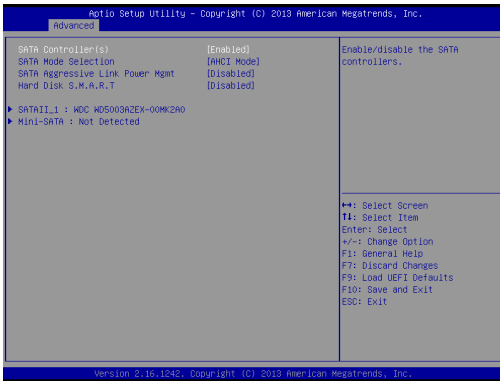 Aptio Setup Utility – Copyright (C) 2013 American Megatrends, Inc.
Advanced
SATA Controller(s) [Enabled]
SATA Mode Selection [AHCI Mode]
SATA Aggressive Link Power Mgmt [Disabled]
Hard Disk S.M.A.R.T [Disabled]
SATAII_1 : WDC WD5003AZEX-00MK2A0
Mini-SATA : Not Detected
Enable/disable the SATA
controllers.
↔: Select Screen
↑↓: Select Item
Enter: Select
+/-: Change Option
F1: General Help
F7: Discard Changes
F9: Load UEFI Defaults
F10: Save and Exit
ESC: Exit
Version 2.16.1242. Copyright (C) 2013 American Megatrends, Inc.